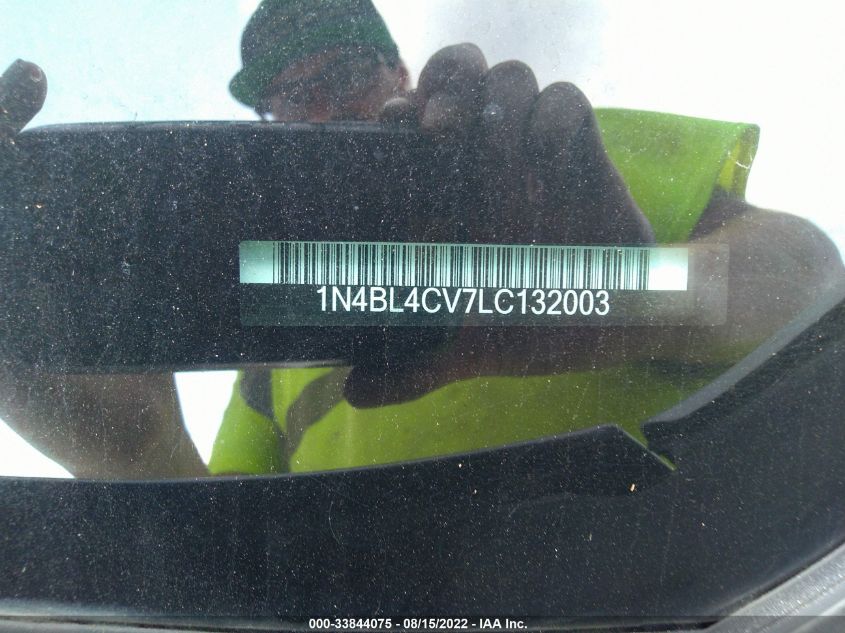 1N4BL4CV7LC132003
000-33844075 - 08/15/2022 - IAA Inc.